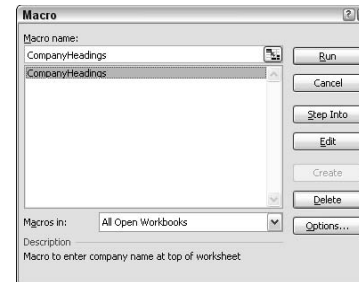 Macro
Macro name:
CompanyHeadings
CompanyHeadings
Run
Cancel
Step Into
Edit
Create
Delete
Options...
Macros in:
All Open Workbooks
Description
Macro to enter company name at top of worksheet